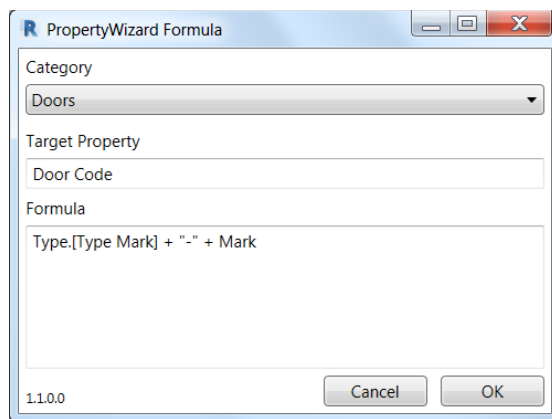 R PropertyWizard Formula
Category
Doors
Target Property
Door Code
Formula
Type.[Type Mark] + "-" + Mark
1.1.0.0
Cancel
OK